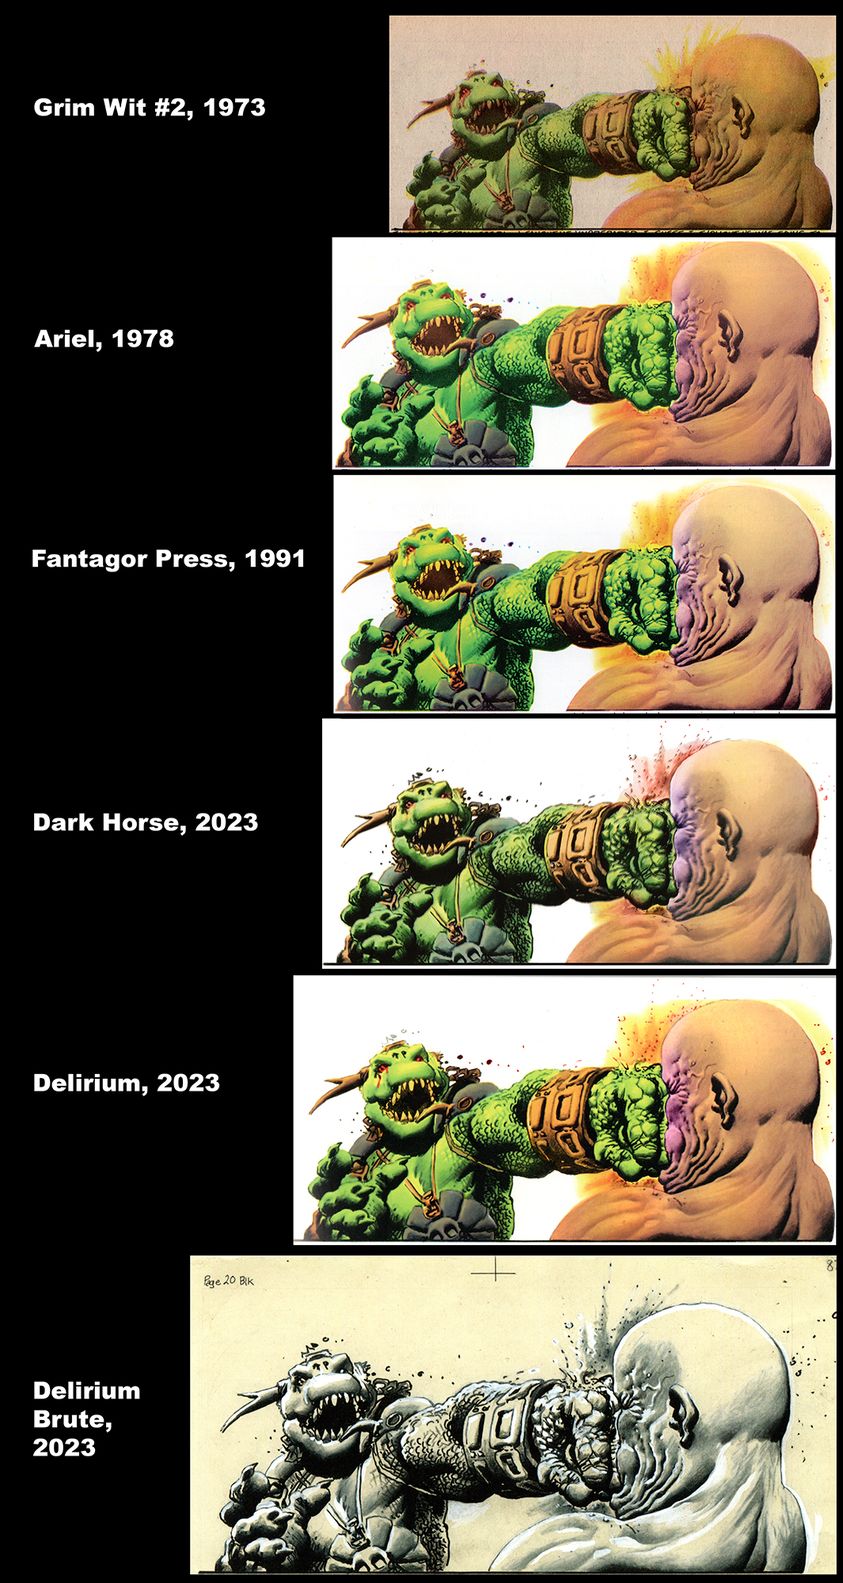 Grim Wit #2, 1973
Ariel, 1978
Fantagor Press, 1991
Dark Horse, 2023
Delirium, 2023
Page 20 Blk
Delirium
Brute,
2023